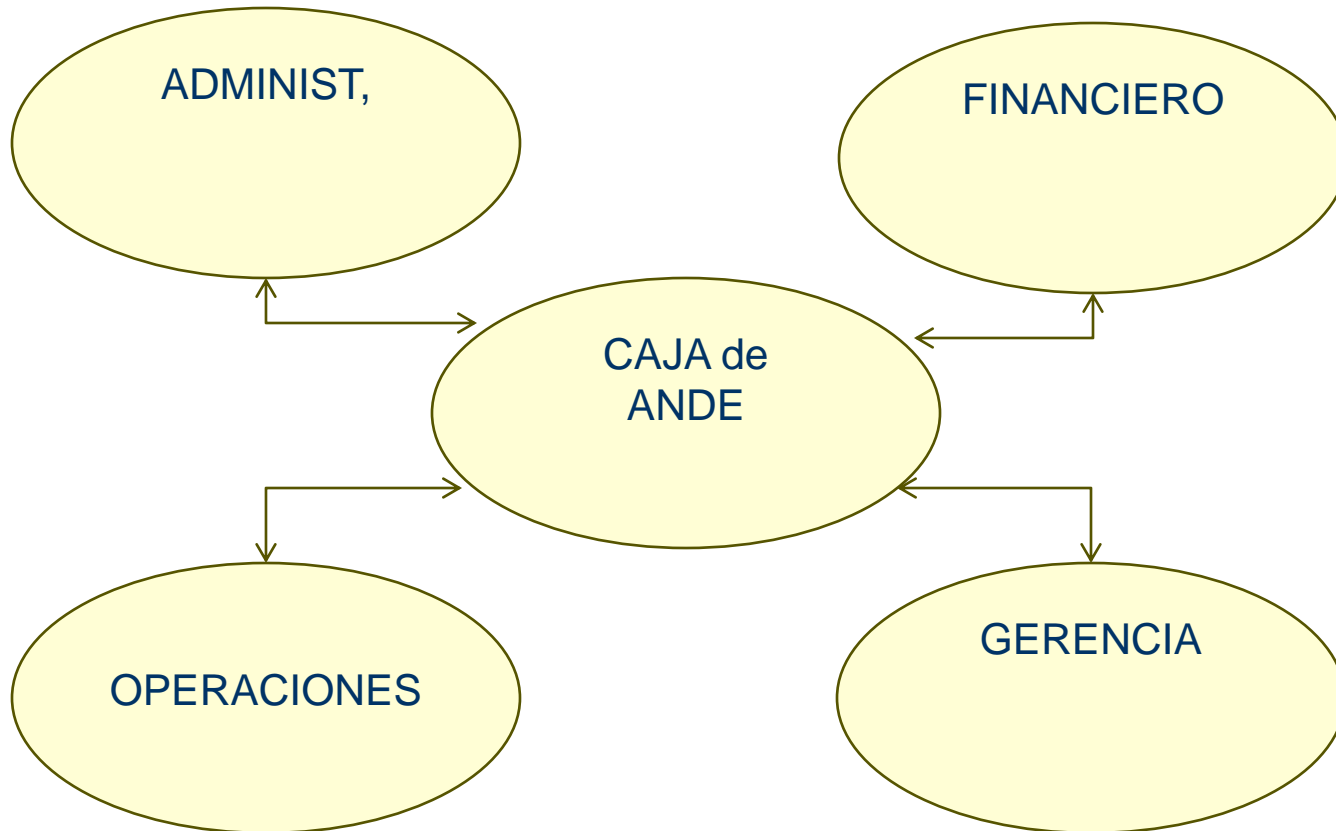 ADMINIST,
FINANCIERO
CAJA de
ANDE
OPERACIONES
GERENCIA